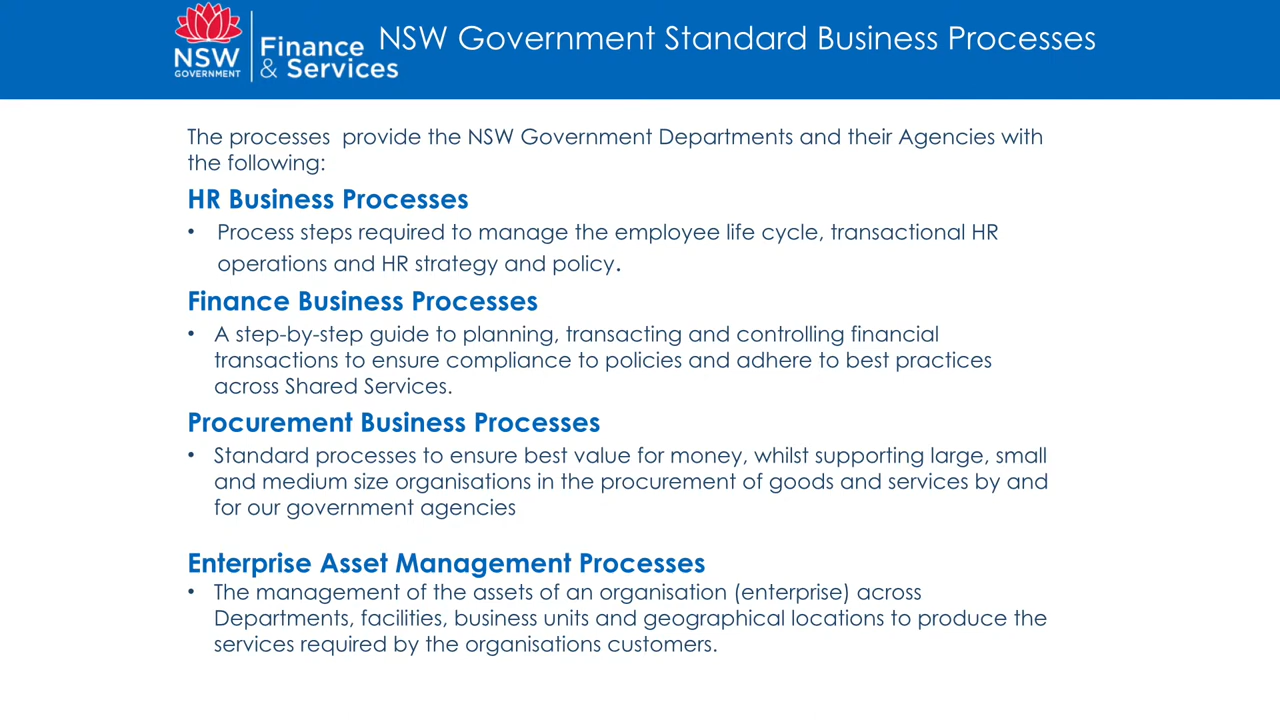 NSW Government Standard Business Processes
NSW
GOVERNMENT
Finance
& Services
The processes  provide the NSW Government Departments and their Agencies with
the following:
HR Business Processes
• Process steps required to manage the employee life cycle, transactional HR
operations and HR strategy and policy.
Finance Business Processes
• A step-by-step guide to planning, transacting and controlling financial
transactions to ensure compliance to policies and adhere to best practices
across Shared Services.
Procurement Business Processes
• Standard processes to ensure best value for money, whilst supporting large, small
and medium size organisations in the procurement of goods and services by and
for our government agencies
Enterprise Asset Management Processes
• The management of the assets of an organisation (enterprise) across
Departments, facilities, business units and geographical locations to produce the
services required by the organisations customers.